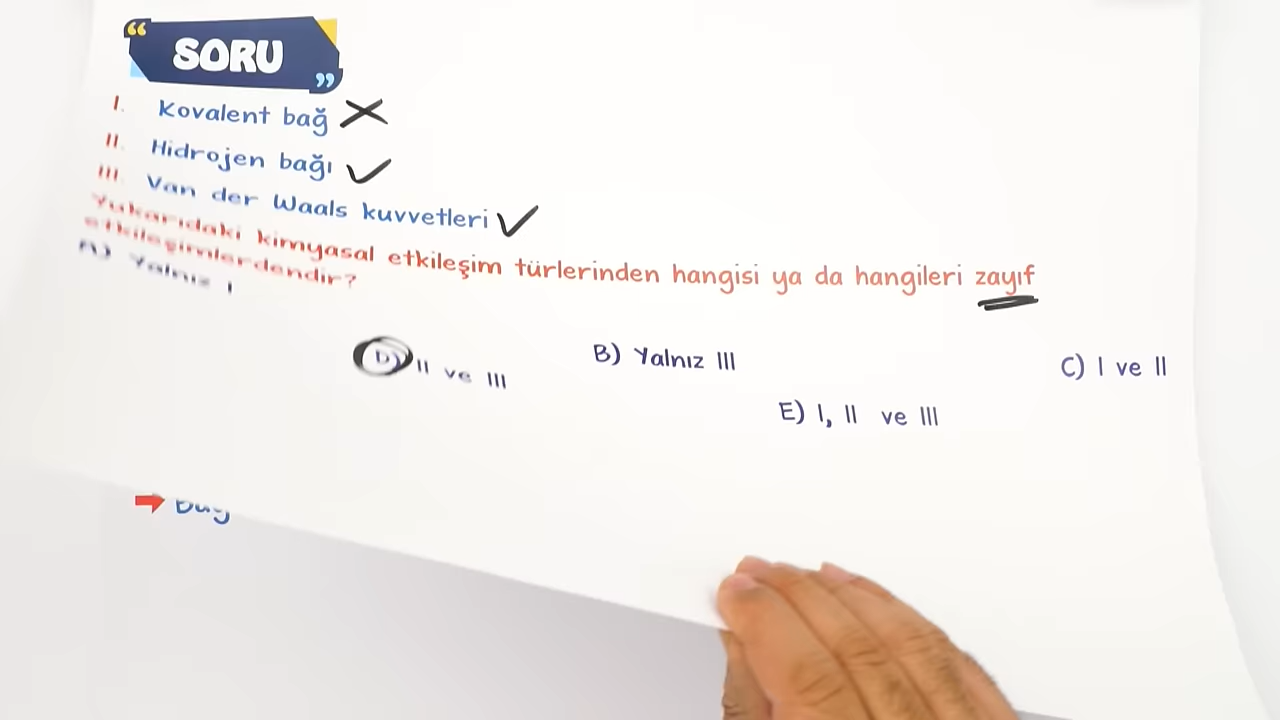 SORU
I. Kovalent bağ
II. Hidrojen bağı
III. Van der Waals kuvvetleri
Yukarıdaki kimyasal etkileşim türlerinden hangisi ya da hangileri zayıf
etkileşimlerdendir?
A) Yalnız I
B) Yalnız III
C) I ve II
D) II ve III
E) I, II ve III